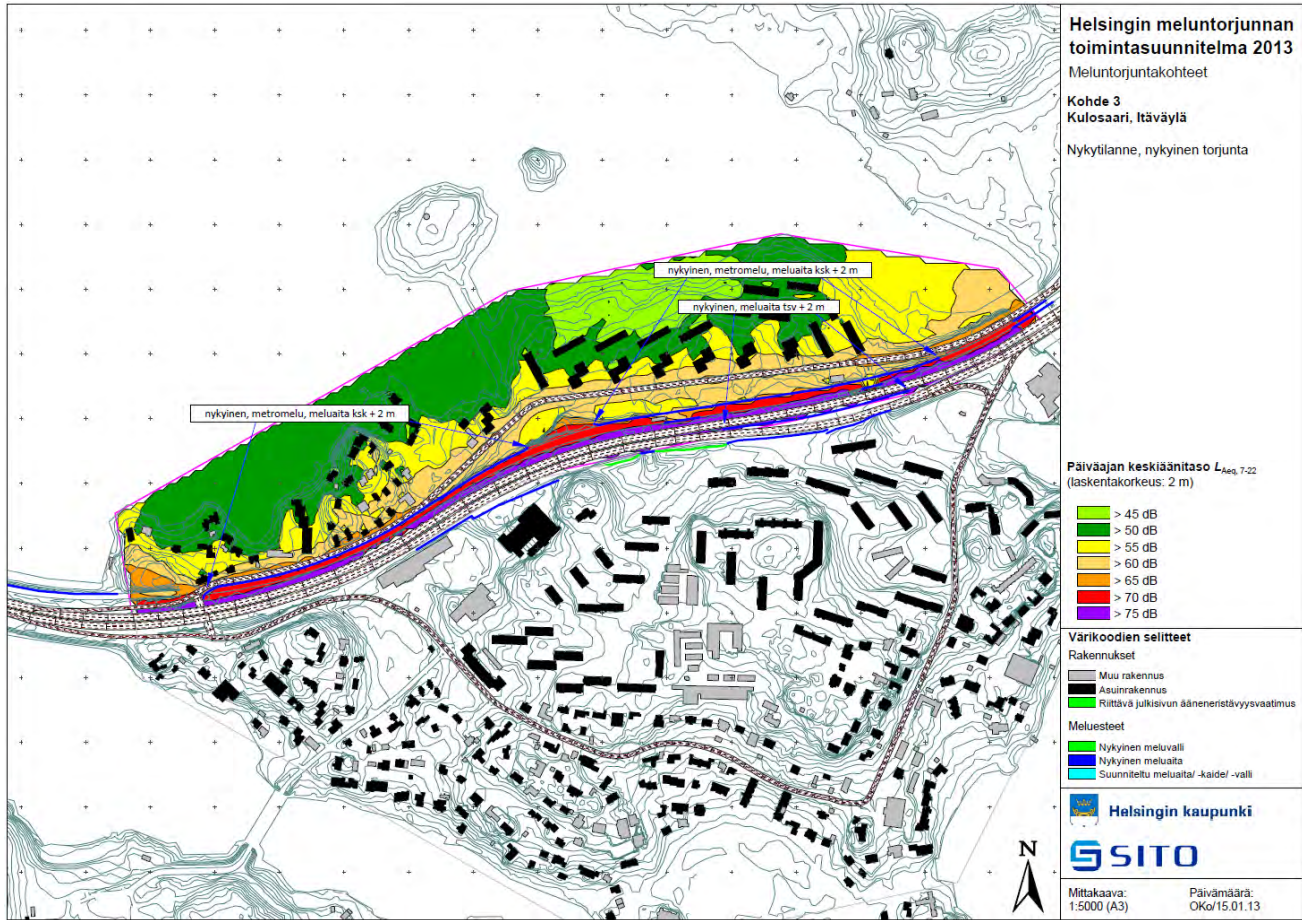 Helsingin meluntorjunnan
toimintasuunnitelma 2013
Meluntorjuntakohteet
Kohde 3
Kulosaari, Itäväylä
Nykytilanne, nykyinen torjunta
nykyinen, metromelu, meluaita ksk + 2 m
nykyinen, meluaita tsv + 2 m
nykyinen, metromelu, meluaita ksk + 2 m
Päiväajan keskiäänitaso LAeq, 7-22
(laskentakorkeus: 2 m)
> 45 dB
> 50 dB
> 55 dB
> 60 dB
> 65 dB
> 70 dB
> 75 dB
Värikoodien selitteet
Rakennukset
Muu rakennus
Asuinrakennus
Riittävä julkisivun ääneneristävyysvaatimus
Meluesteet
Nykyinen meluvalli
Nykyinen meluaita
Suunniteltu meluaita/ -kaide/ -valli
Helsingin kaupunki
SITO
N
Mittakaava:
1:5000 (A3)
Päivämäärä:
OKo/15.01.13